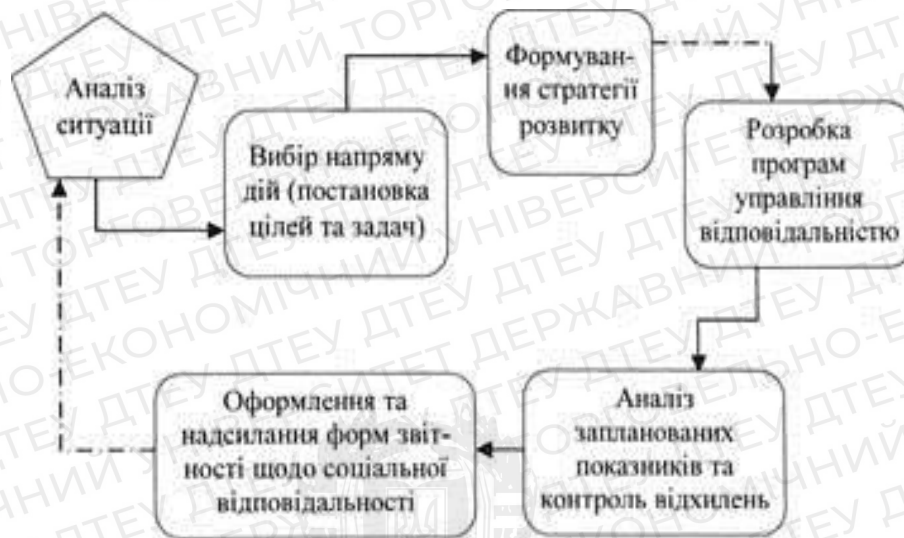 Аналіз
ситуації
Вибір напряму
дій (постановка
цілей та задач)
Формуван-
ня стратегії
розвитку
Розробка
програм
управління
відповідальністю
Аналіз
запланованих
показників та
контроль відхилень
Оформлення та
надсилання форм звіт-
ності щодо соціальної
відповідальності